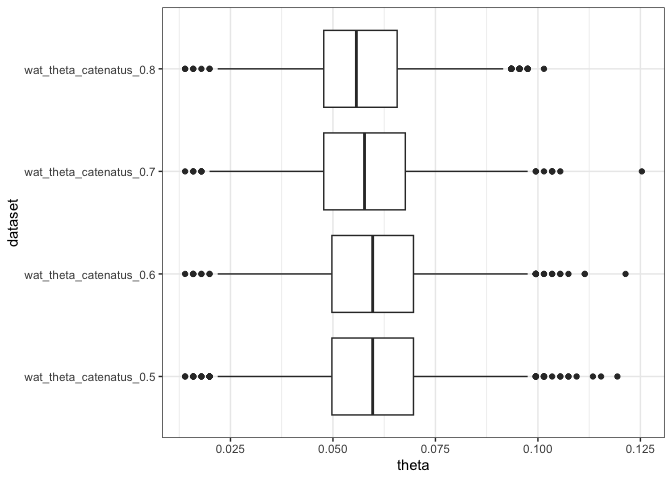 wat_theta_catenatus_0.8
wat_theta_catenatus_0.7
dataset
wat_theta_catenatus_0.6
wat_theta_catenatus_0.5
0.025 0.050 0.075 0.100 0.125
theta